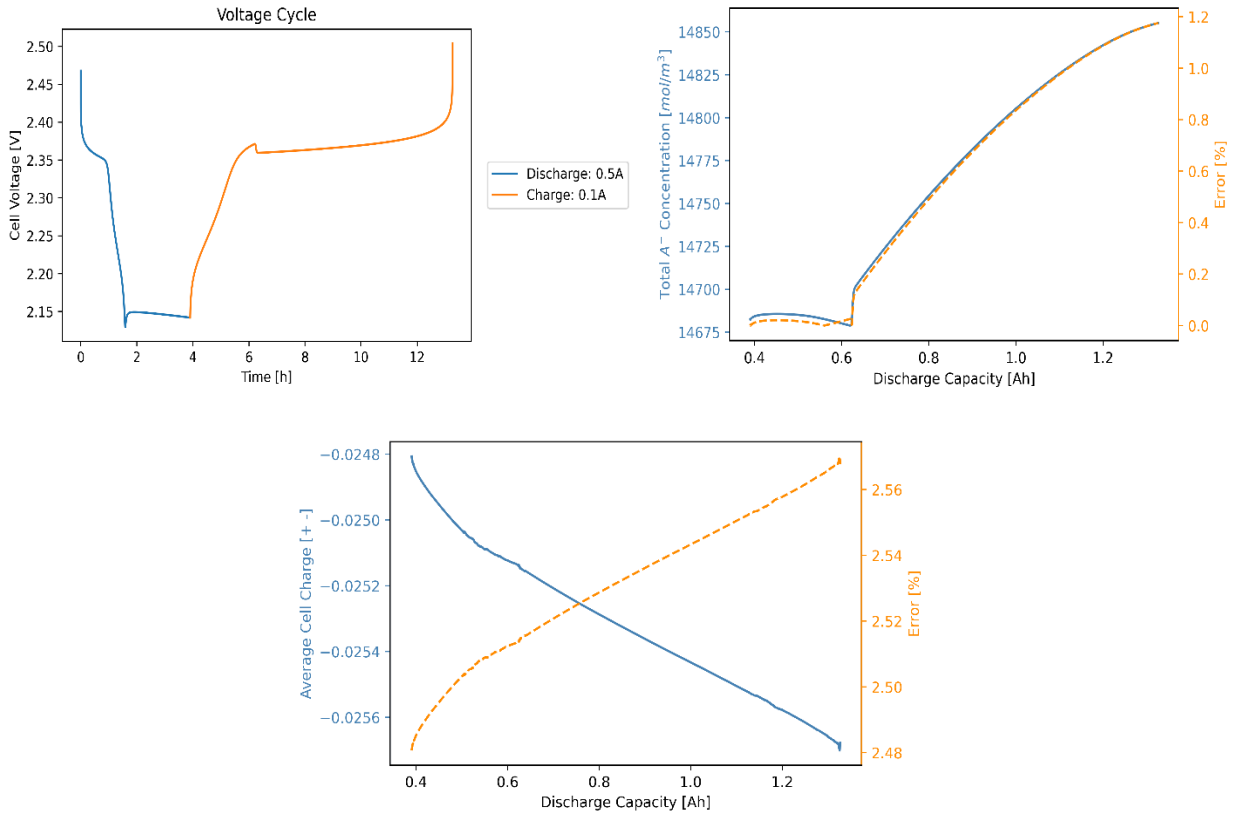 Voltage Cycle
Cell Voltage [V]
2.50
2.45
2.40
2.35
2.30
2.25
2.20
2.15
0 2 4 6 8 10 12
Time [h]
Discharge: 0.5A
Charge: 0.1A
Total A⁻ Concentration [mol/m³]
14850
14825
14800
14775
14750
14725
14700
14675
0.4 0.6 0.8 1.0 1.2
Discharge Capacity [Ah]
1.2
1.0
0.8
0.6
0.4
0.2
0.0
Error [%]
Average Cell Charge [+ -]
−0.0248
−0.0250
−0.0252
−0.0254
−0.0256
0.4 0.6 0.8 1.0 1.2
Discharge Capacity [Ah]
2.56
2.54
2.52
2.50
2.48
Error [%]